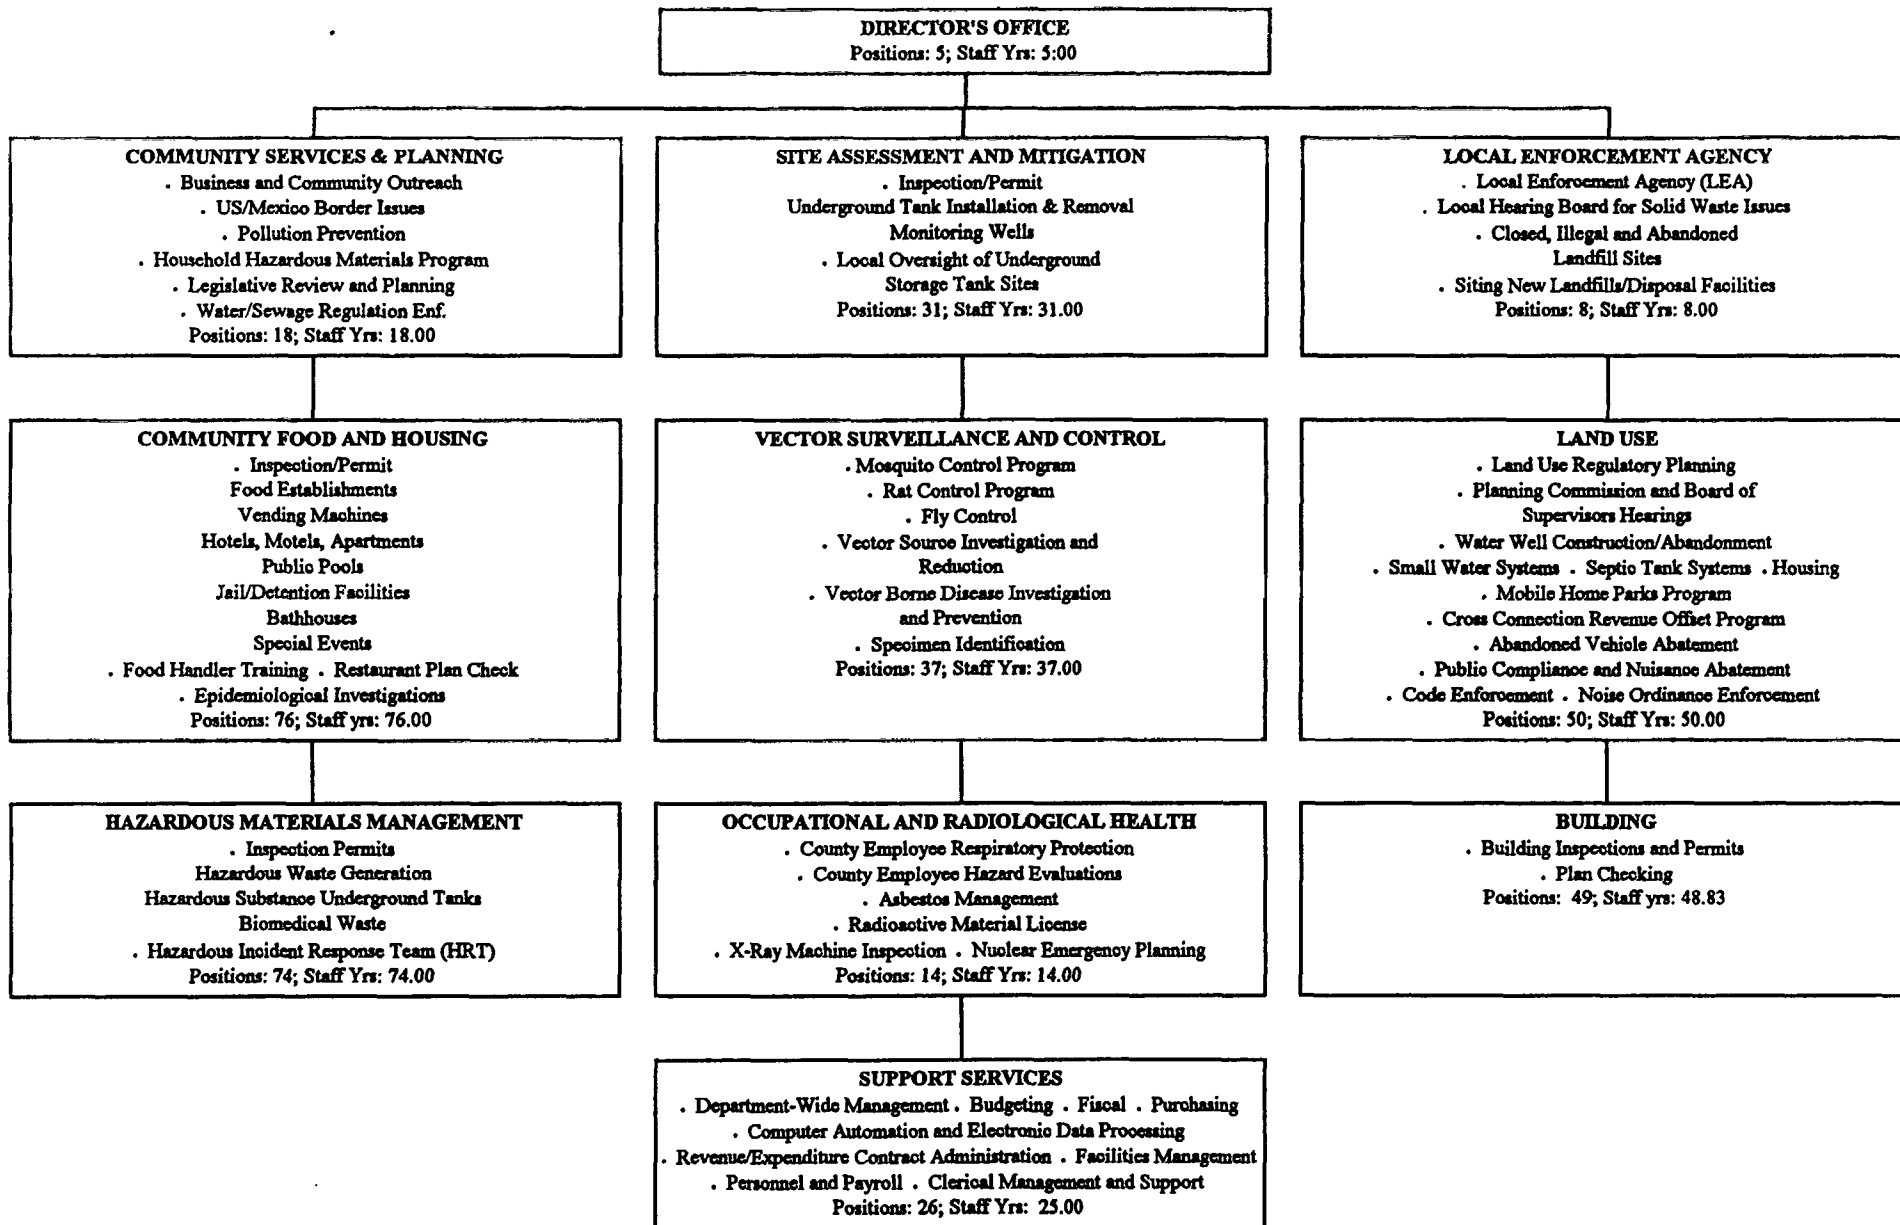 DIRECTOR'S OFFICE
Positions: 5; Staff Yrs: 5:00
COMMUNITY SERVICES & PLANNING
. Business and Community Outreach
. US/Mexico Border Issues
. Pollution Prevention
. Household Hazardous Materials Program
. Legislative Review and Planning
. Water/Sewage Regulation Enf.
Positions: 18; Staff Yrs: 18.00
SITE ASSESSMENT AND MITIGATION
. Inspection/Permit
Underground Tank Installation & Removal
Monitoring Wells
. Local Oversight of Underground
Storage Tank Sites
Positions: 31; Staff Yrs: 31.00
LOCAL ENFORCEMENT AGENCY
. Local Enforcement Agency (LEA)
. Local Hearing Board for Solid Waste Issues
. Closed, Illegal and Abandoned
Landfill Sites
. Siting New Landfills/Disposal Facilities
Positions: 8; Staff Yrs: 8.00
COMMUNITY FOOD AND HOUSING
. Inspection/Permit
Food Establishments
Vending Machines
Hotels, Motels, Apartments
Public Pools
Jail/Detention Facilities
Bathhouses
Special Events
. Food Handler Training . Restaurant Plan Check
. Epidemiological Investigations
Positions: 76; Staff yrs: 76.00
VECTOR SURVEILLANCE AND CONTROL
. Mosquito Control Program
. Rat Control Program
. Fly Control
. Vector Source Investigation and
Reduction
. Vector Borne Disease Investigation
and Prevention
. Specimen Identification
Positions: 37; Staff Yrs: 37.00
LAND USE
. Land Use Regulatory Planning
. Planning Commission and Board of
Supervisors Hearings
. Water Well Construction/Abandonment
. Small Water Systems . Septic Tank Systems . Housing
. Mobile Home Parks Program
. Cross Connection Revenue Offset Program
. Abandoned Vehicle Abatement
. Public Compliance and Nuisance Abatement
. Code Enforcement . Noise Ordinance Enforcement
Positions: 50; Staff Yrs: 50.00
HAZARDOUS MATERIALS MANAGEMENT
. Inspection Permits
Hazardous Waste Generation
Hazardous Substance Underground Tanks
Biomedical Waste
. Hazardous Incident Response Team (HRT)
Positions: 74; Staff Yrs: 74.00
OCCUPATIONAL AND RADIOLOGICAL HEALTH
. County Employee Respiratory Protection
. County Employee Hazard Evaluations
. Asbestos Management
. Radioactive Material License
. X-Ray Machine Inspection . Nuclear Emergency Planning
Positions: 14; Staff Yrs: 14.00
BUILDING
. Building Inspections and Permits
. Plan Checking
Positions: 49; Staff yrs: 48.83
SUPPORT SERVICES
. Department-Wide Management . Budgeting . Fiscal . Purchasing
. Computer Automation and Electronic Data Processing
. Revenue/Expenditure Contract Administration . Facilities Management
. Personnel and Payroll . Clerical Management and Support
Positions: 26; Staff Yrs: 25.00